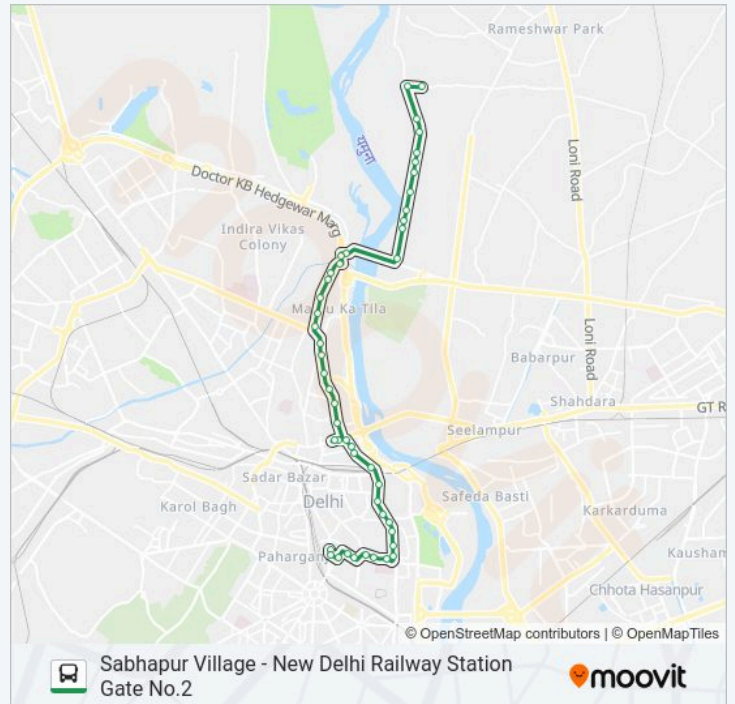 Rameshwar Park
यमुना
Doctor KB Hedgewar Marg
Loni Road
Indira Vikas
Colony
Majnu Ka Tila
Loni Road
Babarpur
Shahdara
GT R
Seelampur
Sadar Bazar
Karol Bagh
Delhi
Safeda Basti
Karkarduma
Paharganj
Kausham
Chhota Hasanpur
© OpenStreetMap contributors | © OpenMapTiles
Sabhapur Village - New Delhi Railway Station
Gate No.2
moovit